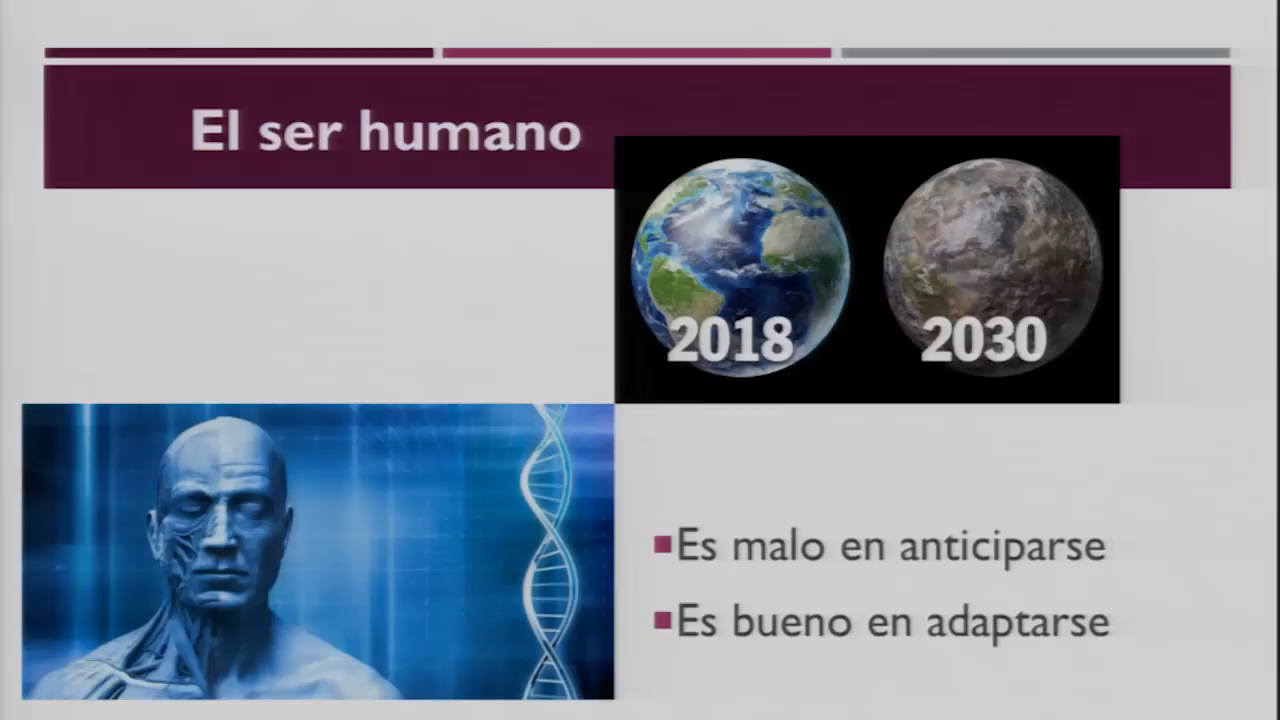 El ser humano
2018 2030
Es malo en anticiparse
Es bueno en adaptarse